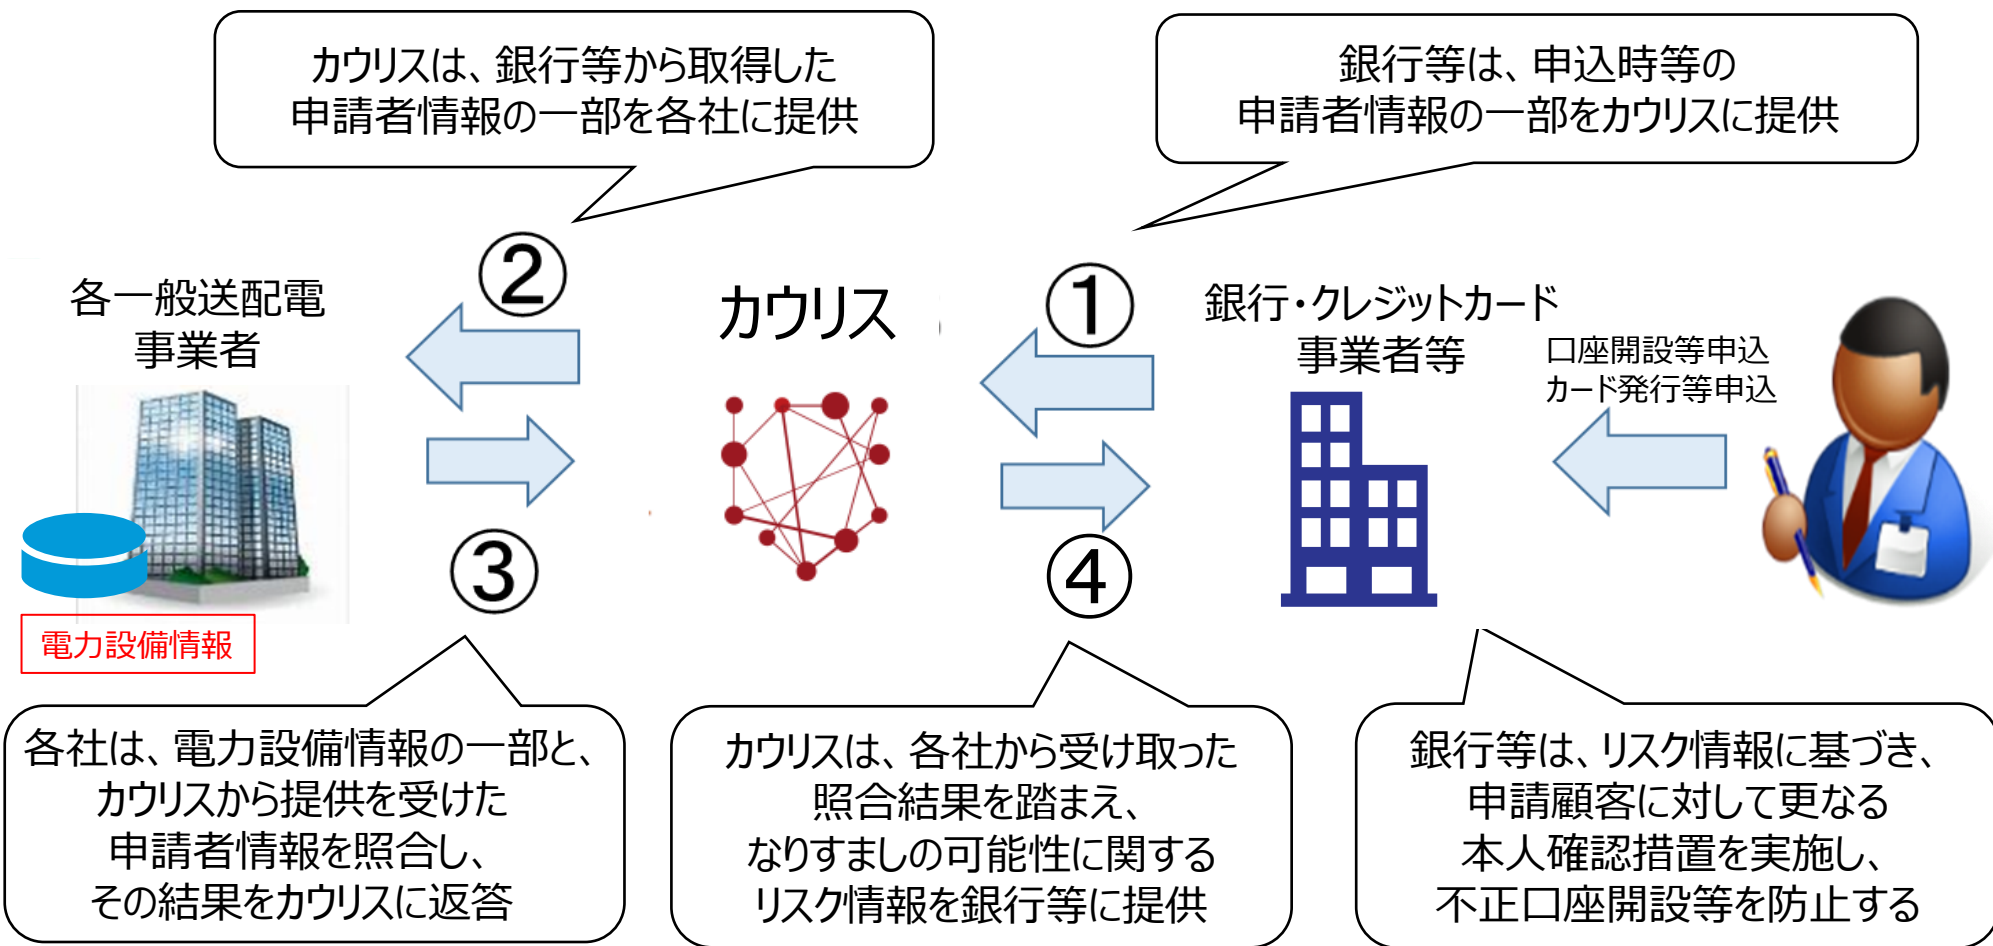 カウリスは、銀行等から取得した
申請者情報の一部を各社に提供
銀行等は、申込時等の
申請者情報の一部をカウリスに提供
②
①
各一般送配電
事業者
カウリス
銀行・クレジットカード
事業者等
口座開設等申込
カード発行等申込
③
④
電力設備情報
各社は、電力設備情報の一部と、
カウリスから提供を受けた
申請者情報を照合し、
その結果をカウリスに返答
カウリスは、各社から受け取った
照合結果を踏まえ、
なりすましの可能性に関する
リスク情報を銀行等に提供
銀行等は、リスク情報に基づき、
申請顧客に対して更なる
本人確認措置を実施し、
不正口座開設等を防止する